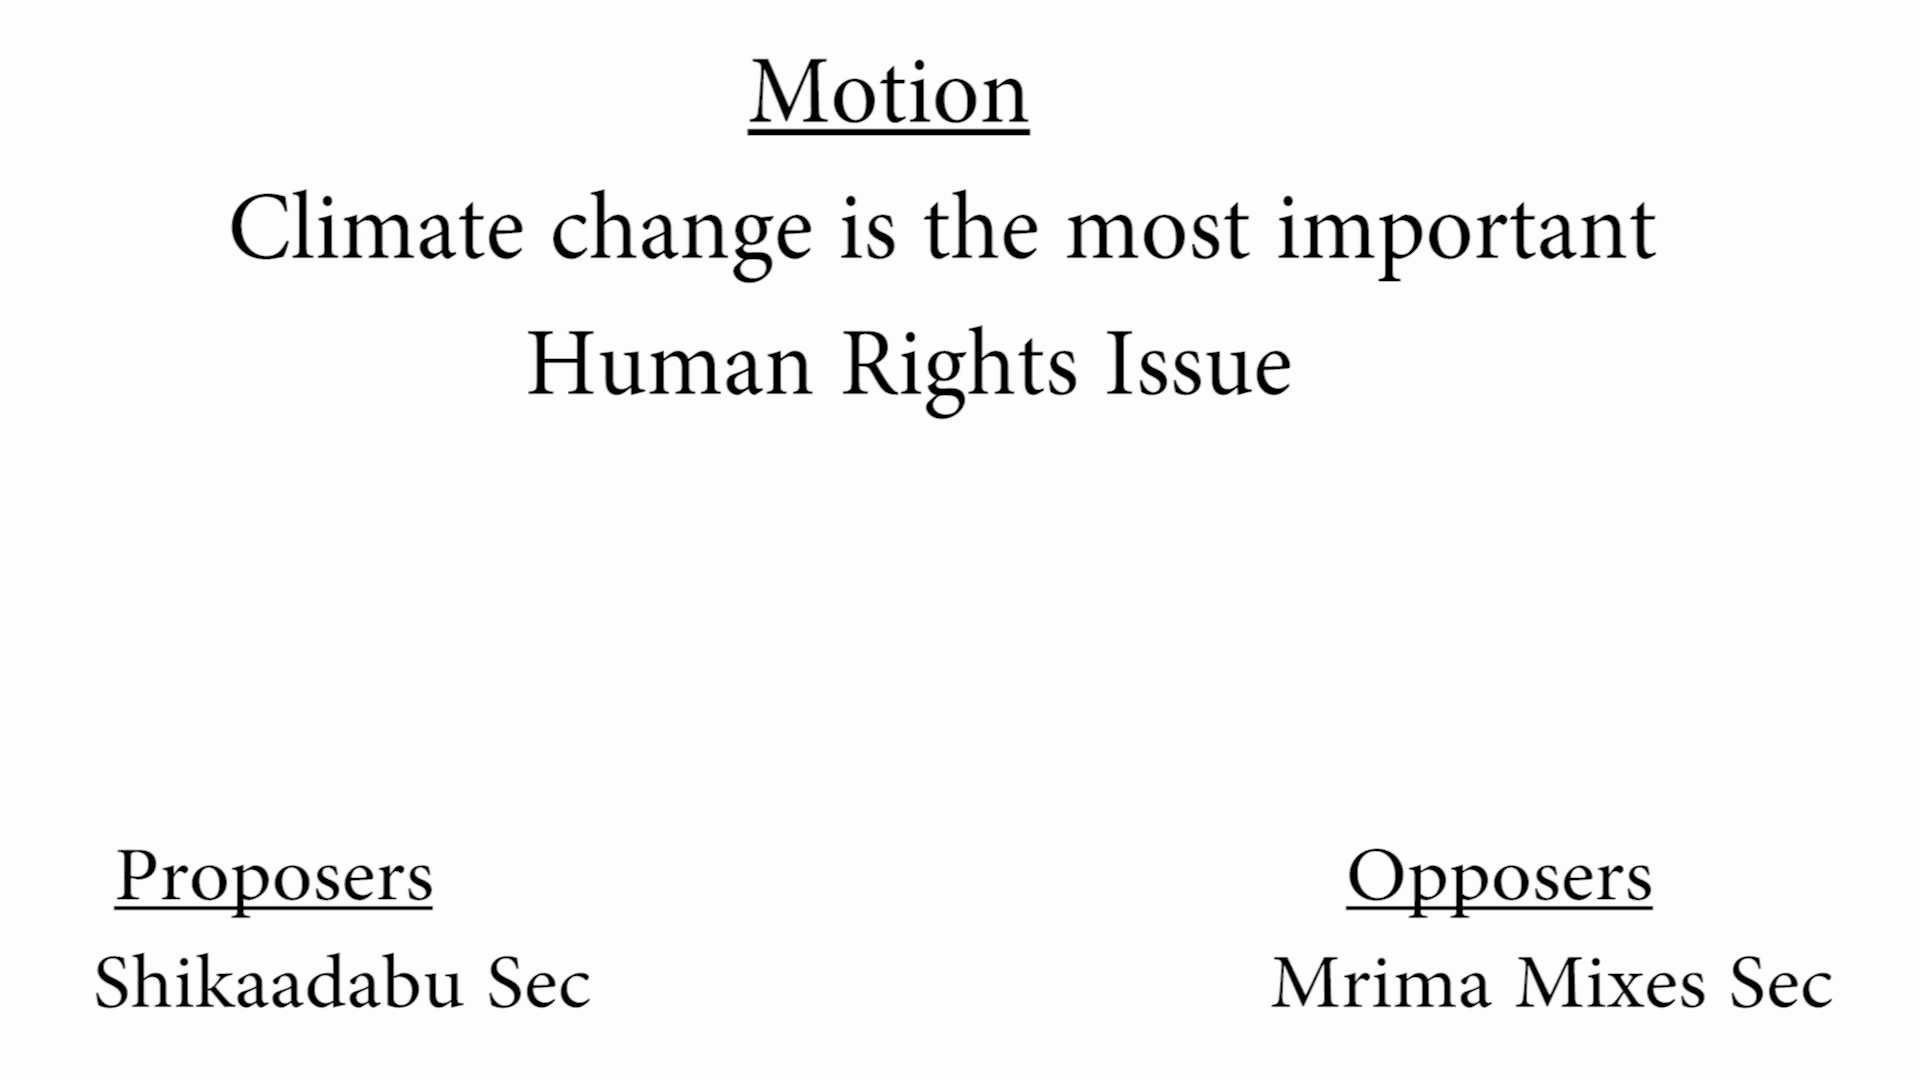 Motion
Climate change is the most important
Human Rights Issue
Proposers
Shikaadabu Sec
Opposers
Mrima Mixes Sec